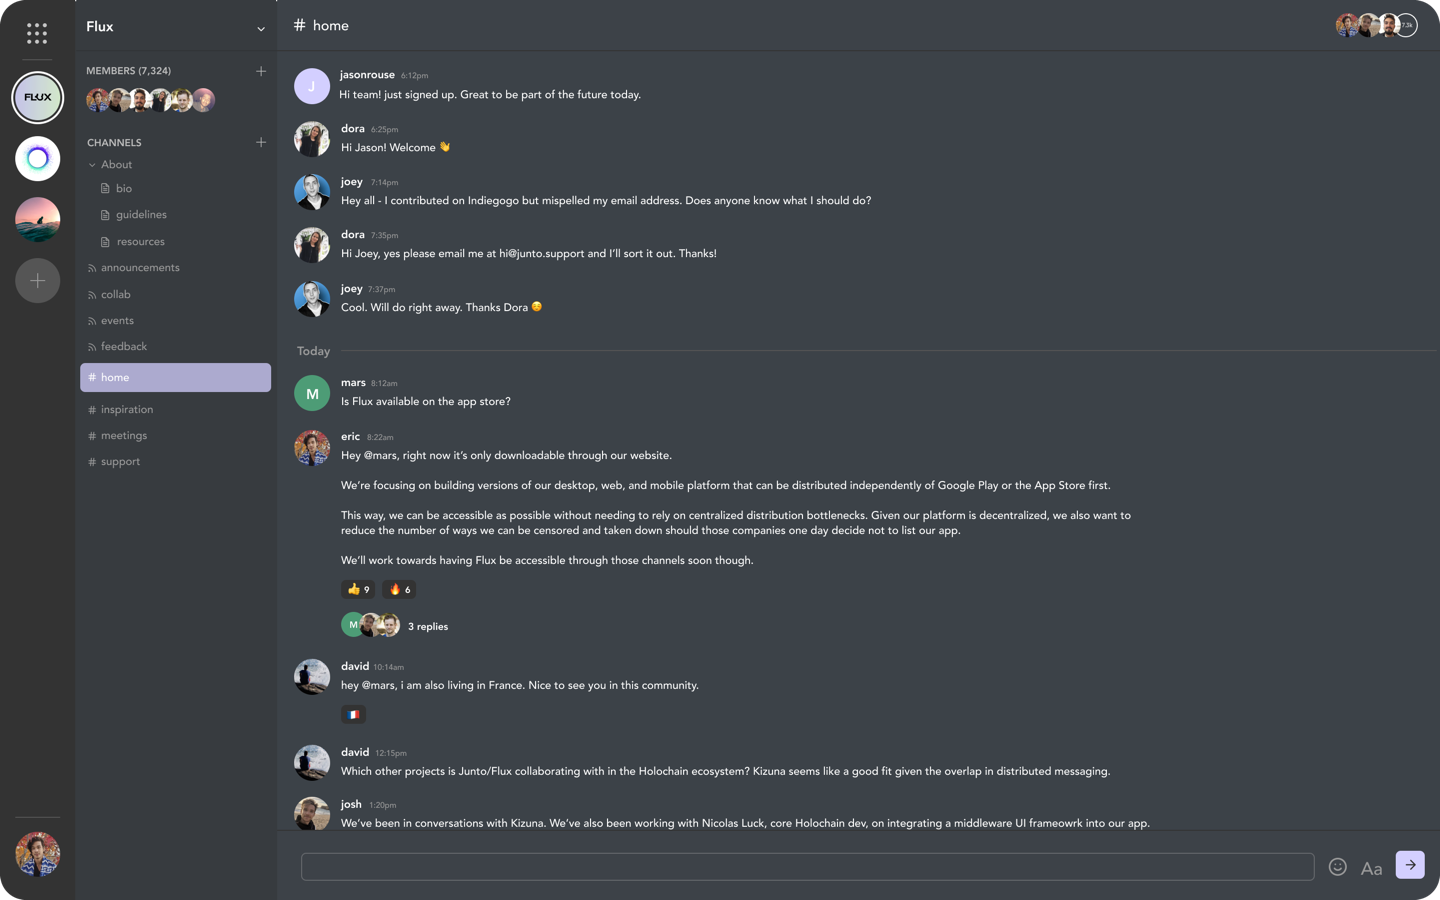 Flux
# home
7.3k
FLUX
MEMBERS (7,324)
CHANNELS
About
bio
guidelines
resources
announcements
collab
events
feedback
# home
# inspiration
# meetings
# support
J
jasonrouse 6:12pm
Hi team! just signed up. Great to be part of the future today.
dora 6:25pm
Hi Jason! Welcome 👋
joey 7:14pm
Hey all - I contributed on Indiegogo but mispelled my email address. Does anyone know what I should do?
dora 7:35pm
Hi Joey, yes please email me at hi@junto.support and I’ll sort it out. Thanks!
joey 7:37pm
Cool. Will do right away. Thanks Dora 😌
Today
M
mars 8:12am
Is Flux available on the app store?
eric 8:22am
Hey @mars, right now it’s only downloadable through our website.
We’re focusing on building versions of our desktop, web, and mobile platform that can be distributed independently of Google Play or the App Store first.
This way, we can be accessible as possible without needing to rely on centralized distribution bottlenecks. Given our platform is decentralized, we also want to
reduce the number of ways we can be censored and taken down should those companies one day decide not to list our app.
We’ll work towards having Flux be accessible through those channels soon though.
👍 9 🔥 6
M 3 replies
david 10:14am
hey @mars, i am also living in France. Nice to see you in this community.
🇫🇷
david 12:15pm
Which other projects is Junto/Flux collaborating with in the Holochain ecosystem? Kizuna seems like a good fit given the overlap in distributed messaging.
josh 1:20pm
We’ve been in conversations with Kizuna. We’ve also been working with Nicolas Luck, core Holochain dev, on integrating a middleware UI frameowrk into our app.
Aa